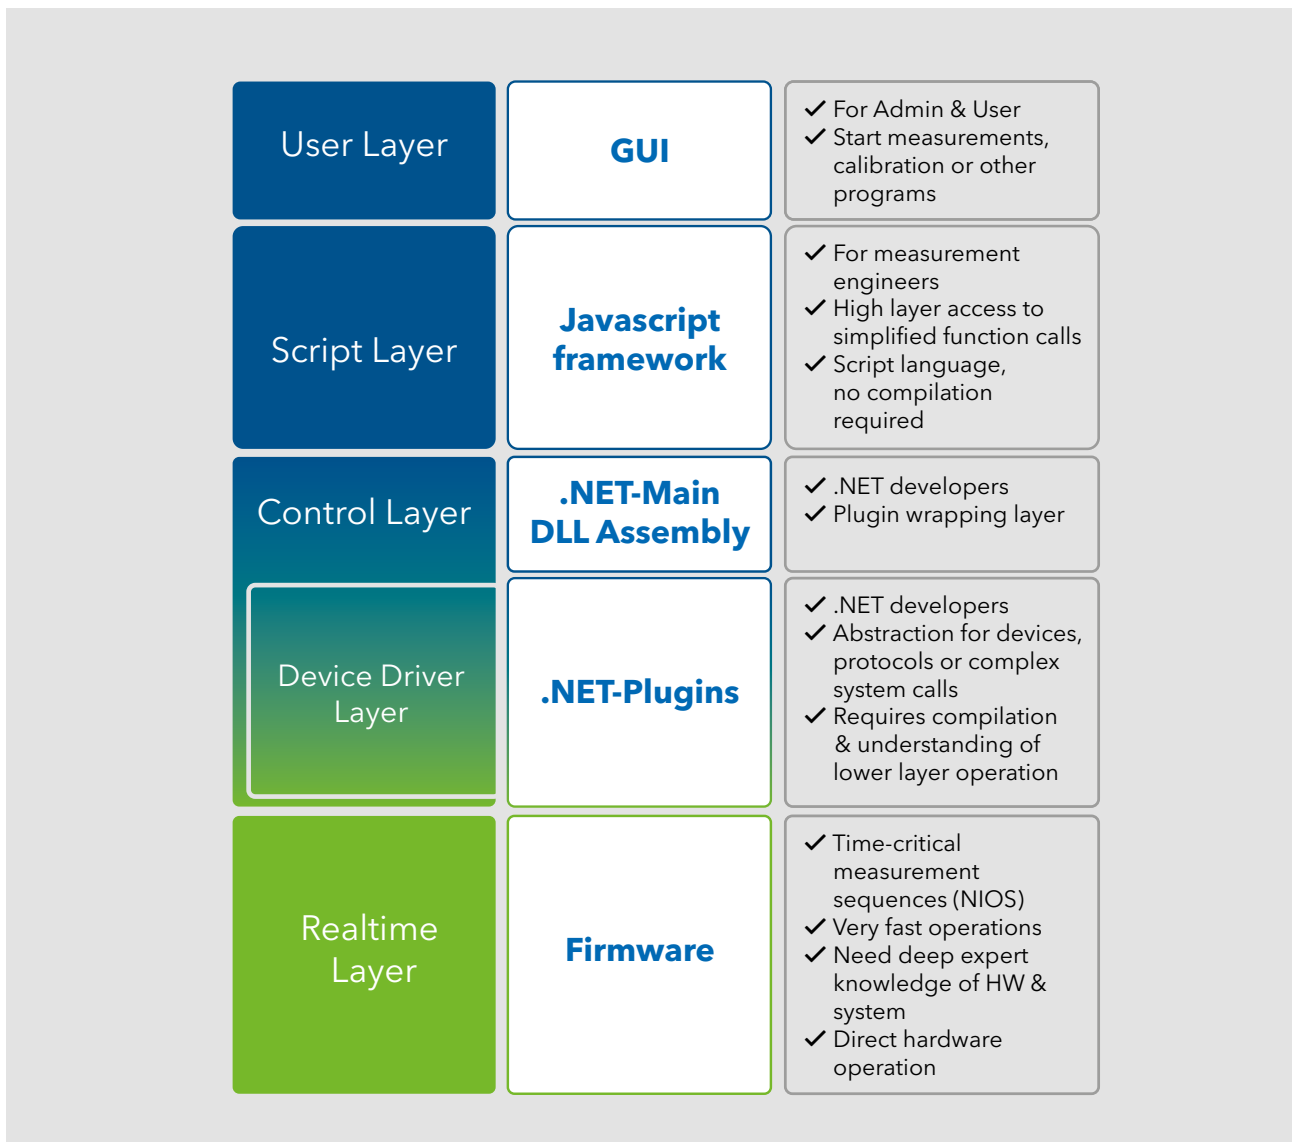 User Layer
GUI
✓ For Admin & User
✓ Start measurements,
calibration or other
programs
Script Layer
Javascript
framework
✓ For measurement
engineers
✓ High layer access to
simplified function calls
✓ Script language,
no compilation
required
Control Layer
.NET-Main
DLL Assembly
✓ .NET developers
✓ Plugin wrapping layer
Device Driver
Layer
.NET-Plugins
✓ .NET developers
✓ Abstraction for devices,
protocols or complex
system calls
✓ Requires compilation
& understanding of
lower layer operation
Realtime
Layer
Firmware
✓ Time-critical
measurement
sequences (NIOS)
✓ Very fast operations
✓ Need deep expert
knowledge of HW &
system
✓ Direct hardware
operation